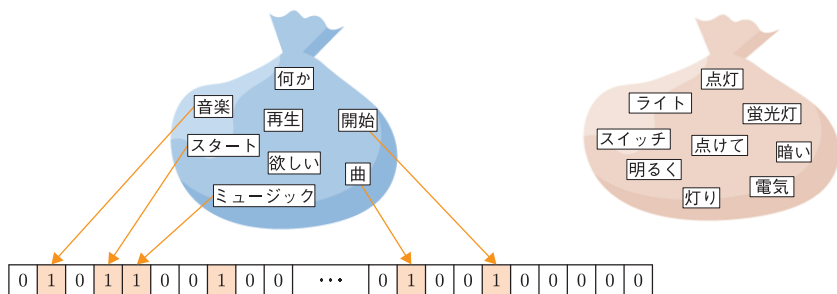 何か
音楽
再生
開始
スタート
欲しい
曲
ミュージック
点灯
ライト
蛍光灯
スイッチ
点けて
暗い
明るく
電気
灯り
0 1 0 1 1 0 0 1 0 0 … 0 1 0 0 1 0 0 0 0 0